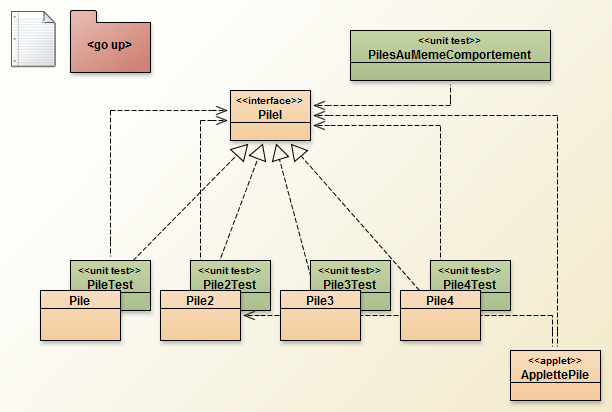 <go up>
<<unit test>>
PilesAuMemeComportement
<<interface>>
PileI
<<unit test>>
PileTest
Pile
<<unit test>>
Pile2Test
Pile2
<<unit test>>
Pile3Test
Pile3
<<unit test>>
Pile4Test
Pile4
<<applet>>
ApplettePile